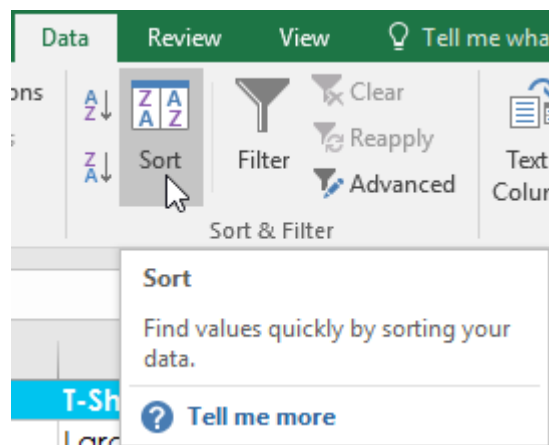 Data Review View Tell me wha
ons A Z Z A A Z Clear
Reapply
Z A Sort Filter Advanced Text
Colur
Sort & Filter
Sort
Find values quickly by sorting your
data.
T-Sh
? Tell me more
Larg